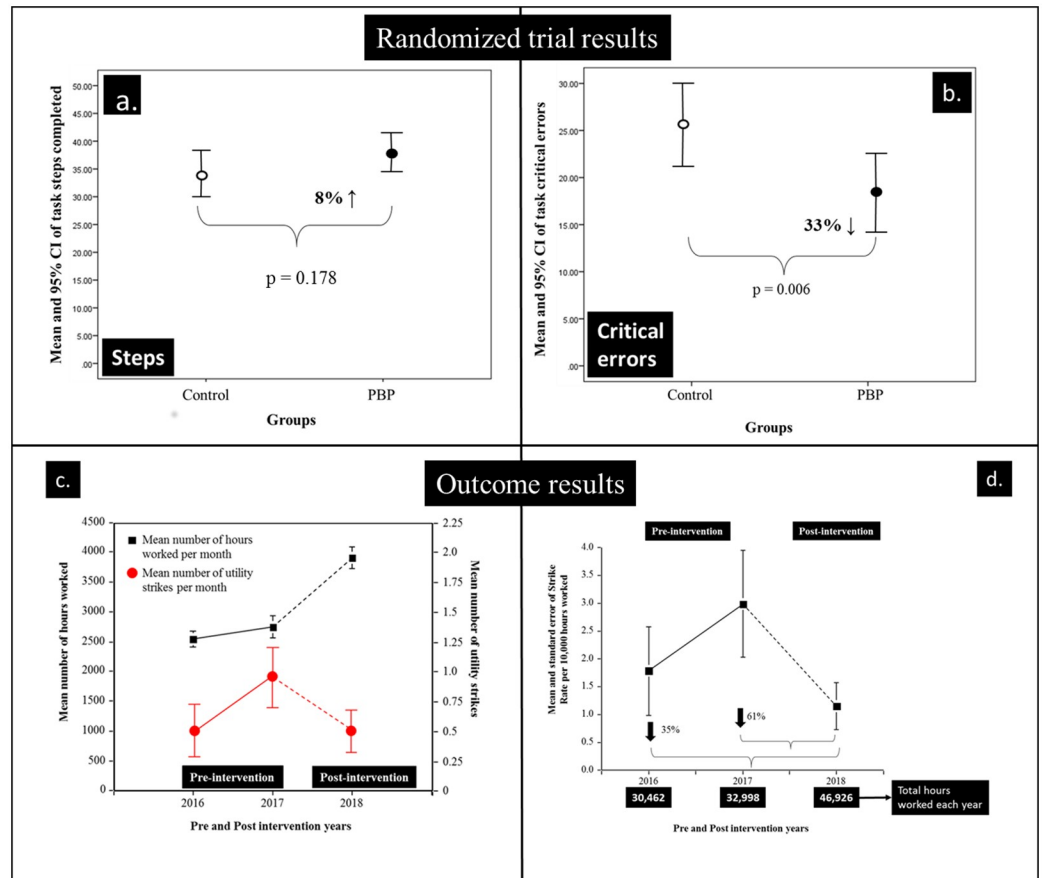 Randomized trial results
a.
Mean and 95% CI of task steps completed
50.00
45.00
40.00
35.00
30.00
25.00
20.00
15.00
10.00
5.00
.00
8% ↑
p = 0.178
Steps
Control
PBP
Groups
b.
Mean and 95% CI of task critical errors
30.00
25.00
20.00
15.00
10.00
5.00
.00
33% ↓
p = 0.006
Critical
errors
Control
PBP
Groups
Outcome results
c.
Mean number of hours worked
4500
4000
3500
3000
2500
2000
1500
1000
500
0
Mean number of hours
worked per month
Mean number of utility
strikes per month
2.25
2.0
1.75
1.5
1.25
1.0
0.75
0.5
0.25
0
Mean number of utility
strikes
Pre-intervention
Post-intervention
2016
2017
2018
Pre and Post intervention years
d.
Pre-intervention
Post-intervention
Mean and standard error of Strike
Rate per 10,000 hours worked
4.0
3.5
3.0
2.5
2.0
1.5
1.0
0.5
0.0
35%
61%
2016
2017
2018
30,462
32,998
46,926
Total hours
worked each year
Pre and Post intervention years